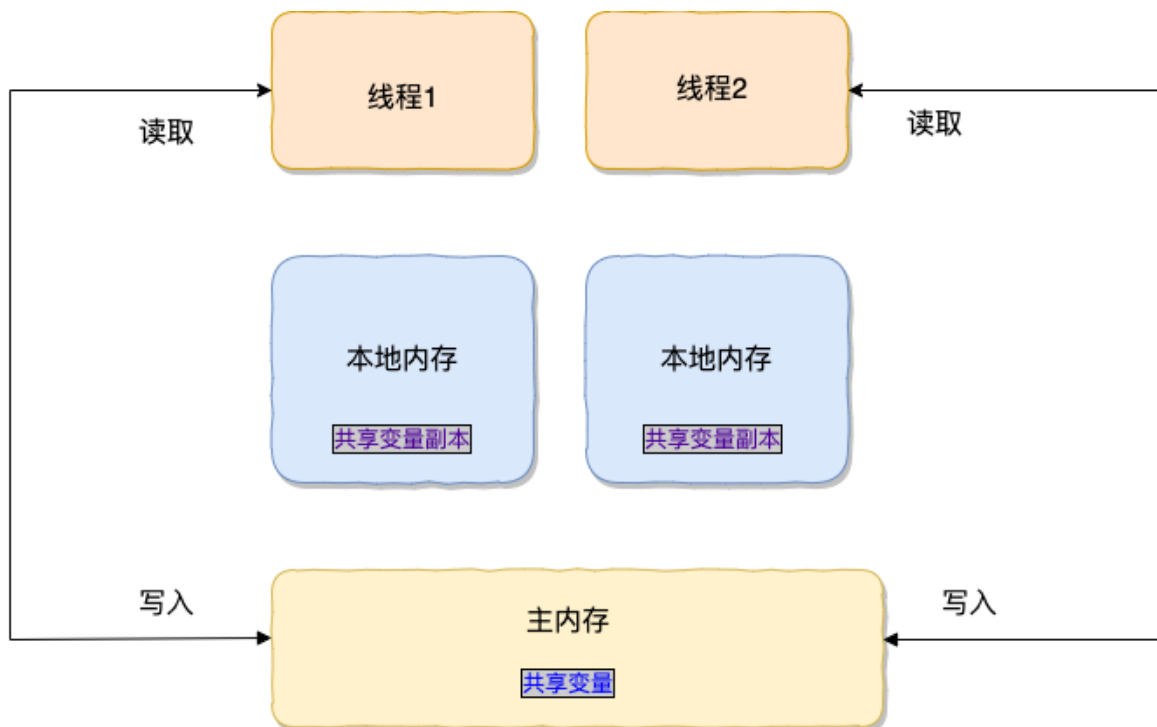 线程1
线程2
读取
读取
本地内存
本地内存
共享变量副本
共享变量副本
写入
主内存
写入
共享变量